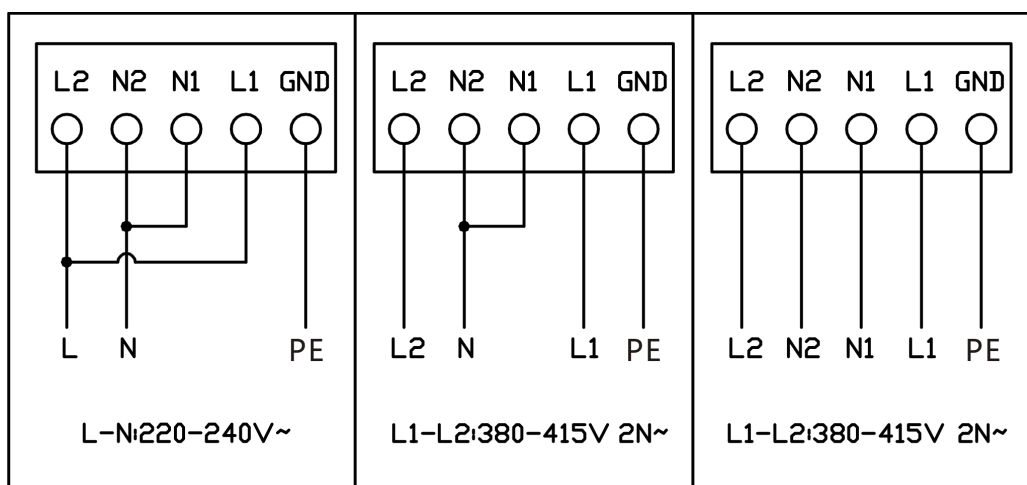 L2 N2 N1 L1 GND
L N PE
L-N:220-240V~
L2 N2 N1 L1 GND
L2 N L1 PE
L1-L2:380-415V 2N~
L2 N2 N1 L1 GND
L2 N2 N1 L1 PE
L1-L2:380-415V 2N~